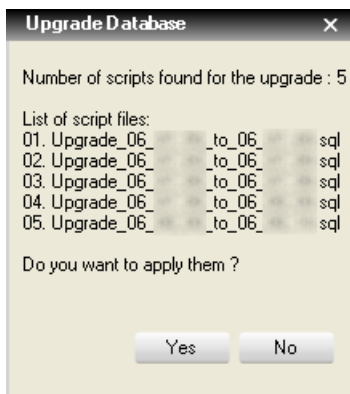 Upgrade Database
Number of scripts found for the upgrade : 5
List of script files:
01. Upgrade_06_ _to_06_ sql
02. Upgrade_06_ _to_06_ sql
03. Upgrade_06_ _to_06_ sql
04. Upgrade_06_ _to_06_ sql
05. Upgrade_06_ _to_06_ sql
Do you want to apply them ?
Yes No